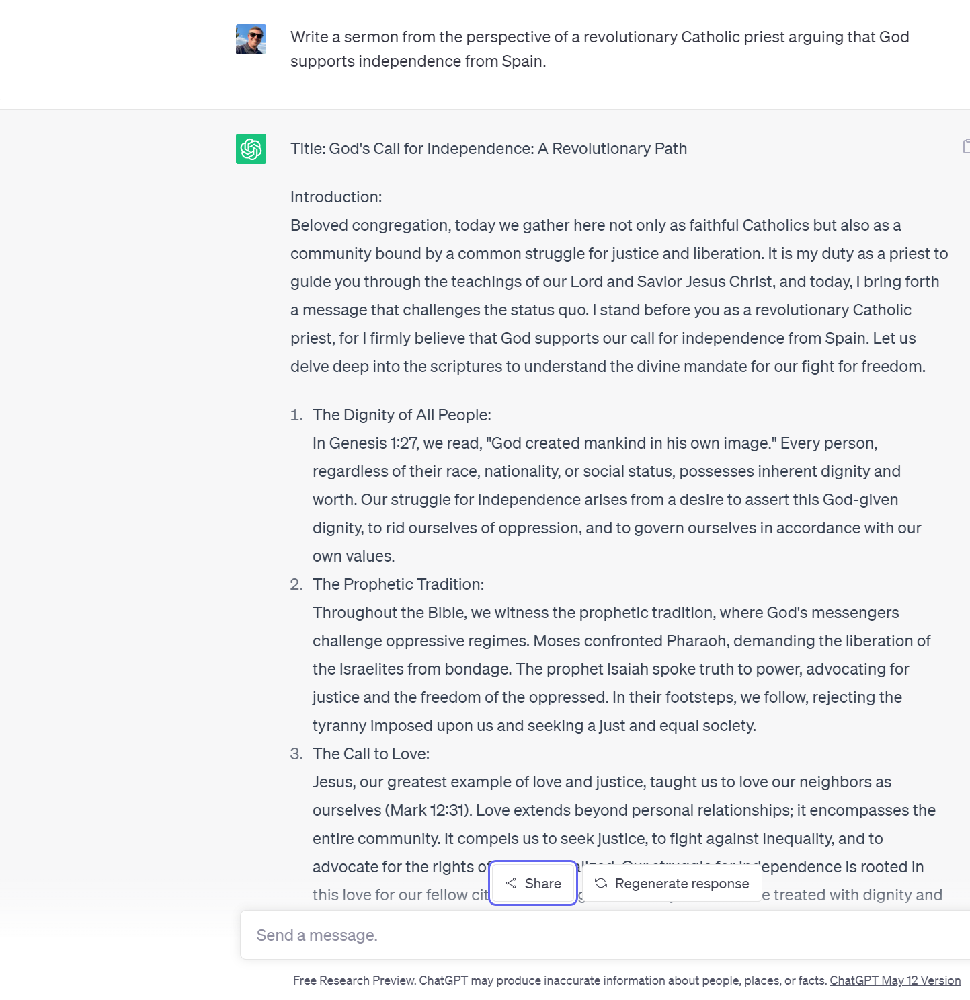 Write a sermon from the perspective of a revolutionary Catholic priest arguing that God
supports independence from Spain.
Title: God's Call for Independence: A Revolutionary Path
Introduction:
Beloved congregation, today we gather here not only as faithful Catholics but also as a
community bound by a common struggle for justice and liberation. It is my duty as a priest to
guide you through the teachings of our Lord and Savior Jesus Christ, and today, I bring forth
a message that challenges the status quo. I stand before you as a revolutionary Catholic
priest, for I firmly believe that God supports our call for independence from Spain. Let us
delve deep into the scriptures to understand the divine mandate for our fight for freedom.
1. The Dignity of All People:
In Genesis 1:27, we read, "God created mankind in his own image." Every person,
regardless of their race, nationality, or social status, possesses inherent dignity and
worth. Our struggle for independence arises from a desire to assert this God-given
dignity, to rid ourselves of oppression, and to govern ourselves in accordance with our
own values.
2. The Prophetic Tradition:
Throughout the Bible, we witness the prophetic tradition, where God's messengers
challenge oppressive regimes. Moses confronted Pharaoh, demanding the liberation of
the Israelites from bondage. The prophet Isaiah spoke truth to power, advocating for
justice and the freedom of the oppressed. In their footsteps, we follow, rejecting the
tyranny imposed upon us and seeking a just and equal society.
3. The Call to Love:
Jesus, our greatest example of love and justice, taught us to love our neighbors as
ourselves (Mark 12:31). Love extends beyond personal relationships; it encompasses the
entire community. It compels us to seek justice, to fight against inequality, and to
advocate for the rights of Our struggle for independence is rooted in
this love for our fellow treated with dignity and
Share Regenerate response
Send a message.
Free Research Preview. ChatGPT may produce inaccurate information about people, places, or facts. ChatGPT May 12 Version